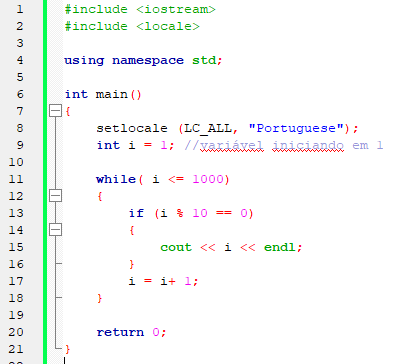 1 #include <iostream>
2 #include <locale>
3
4 using namespace std;
5
6 int main()
7 {
8 setlocale (LC_ALL, "Portuguese");
9 int i = 1; //variável iniciando em 1
10
11 while( i <= 1000)
12 {
13 if (i % 10 == 0)
14 {
15 cout << i << endl;
16 }
17 i = i+ 1;
18 }
19
20 return 0;
21 }